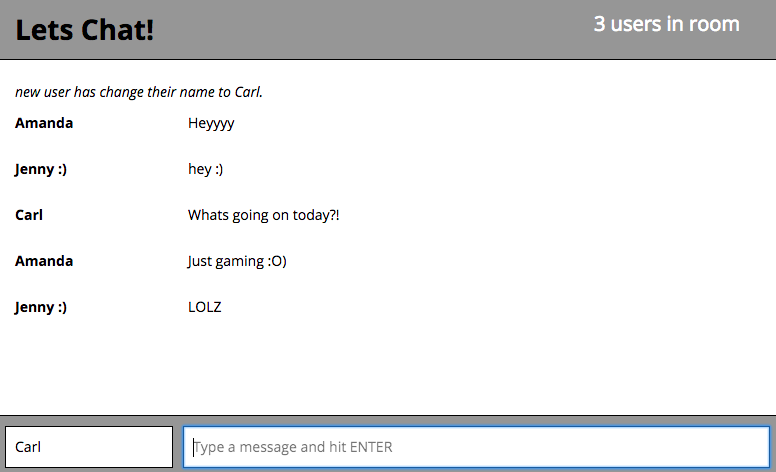 Lets Chat!
3 users in room
new user has change their name to Carl.
Amanda Heyyyy
Jenny :) hey :)
Carl Whats going on today?!
Amanda Just gaming :O)
Jenny :) LOLZ
Carl Type a message and hit ENTER